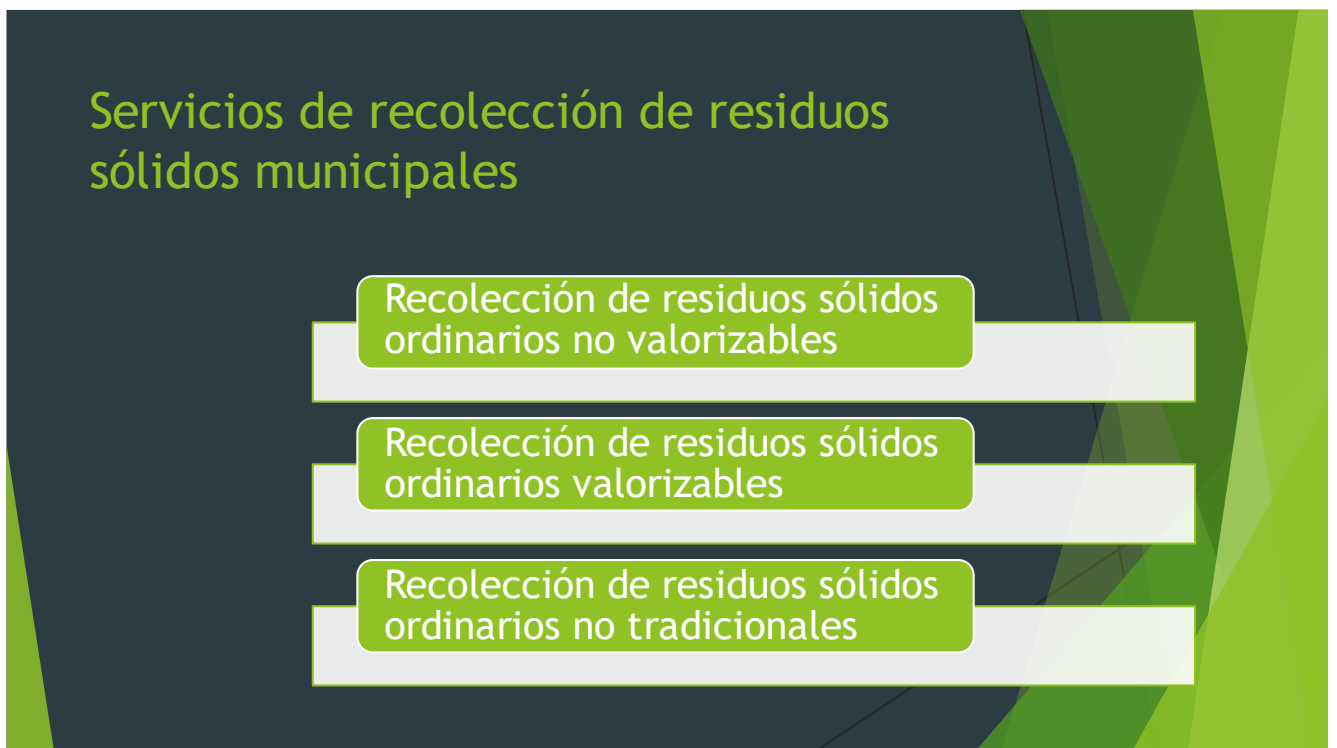 Servicios de recolección de residuos
sólidos municipales
Recolección de residuos sólidos
ordinarios no valorizables
Recolección de residuos sólidos
ordinarios valorizables
Recolección de residuos sólidos
ordinarios no tradicionales